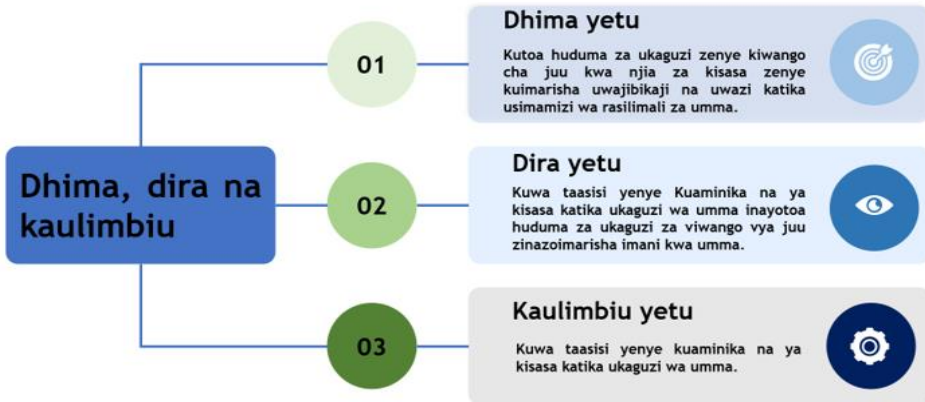 Dhima, dira na
kaulimbiu
01
Dhima yetu
Kutoa huduma za ukaguzi zenye kiwango
cha juu kwa njia za kisasa zenye
kuimarisha uwajibikaji na uwazi katika
usimamizi wa rasilimali za umma.
02
Dira yetu
Kuwa taasisi yenye Kuaminika na ya
kisasa katika ukaguzi wa umma inayotoa
huduma za ukaguzi za viwango vya juu
zinazoimarisha imani kwa umma.
03
Kaulimbiu yetu
Kuwa taasisi yenye kuaminika na ya
kisasa katika ukaguzi wa umma.